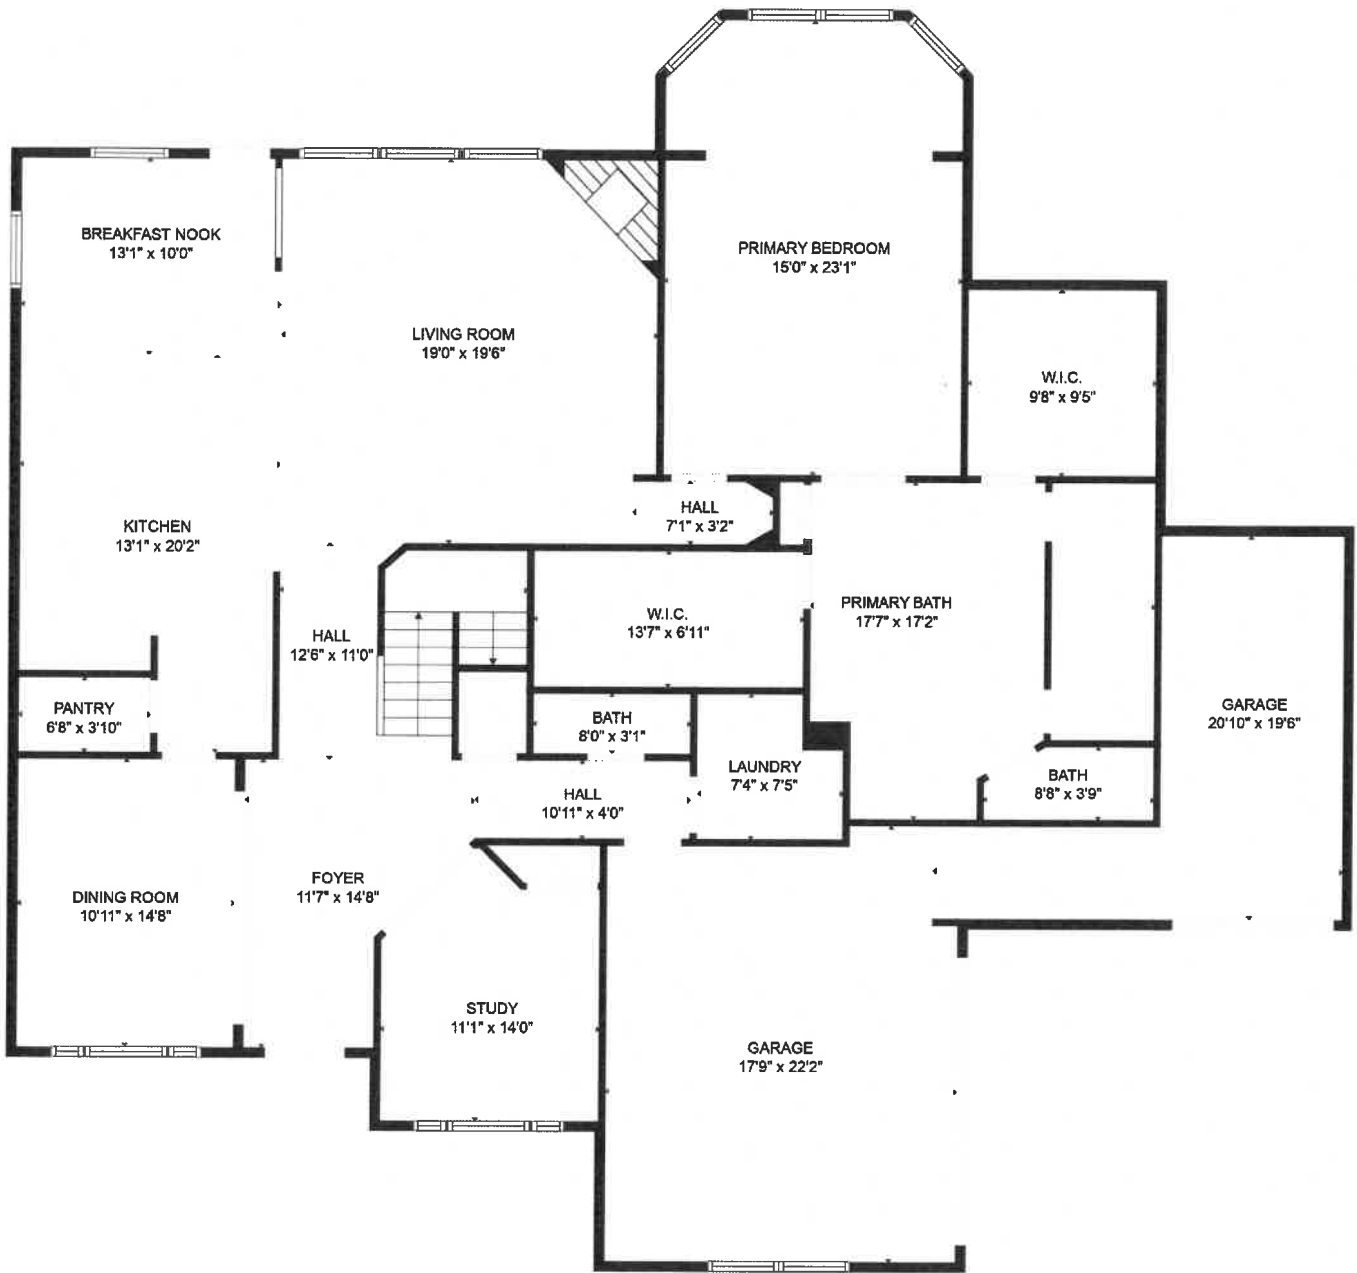 BREAKFAST NOOK
13'1" x 10'0"
PRIMARY BEDROOM
15'0" x 23'1"
LIVING ROOM
19'0" x 19'6"
W.I.C.
9'8" x 9'5"
KITCHEN
13'1" x 20'2"
HALL
7'1" x 3'2"
HALL
12'6" x 11'0"
W.I.C.
13'7" x 6'11"
PRIMARY BATH
17'7" x 17'2"
PANTRY
6'8" x 3'10"
BATH
8'0" x 3'1"
GARAGE
20'10" x 19'6"
LAUNDRY
7'4" x 7'5"
BATH
8'8" x 3'9"
HALL
10'11" x 4'0"
DINING ROOM
10'11" x 14'8"
FOYER
11'7" x 14'8"
STUDY
11'1" x 14'0"
GARAGE
17'9" x 22'2"